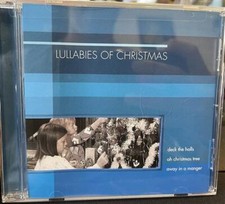 LULLABIES OF CHRISTMAS
deck the halls
oh christmas tree
away in a manger